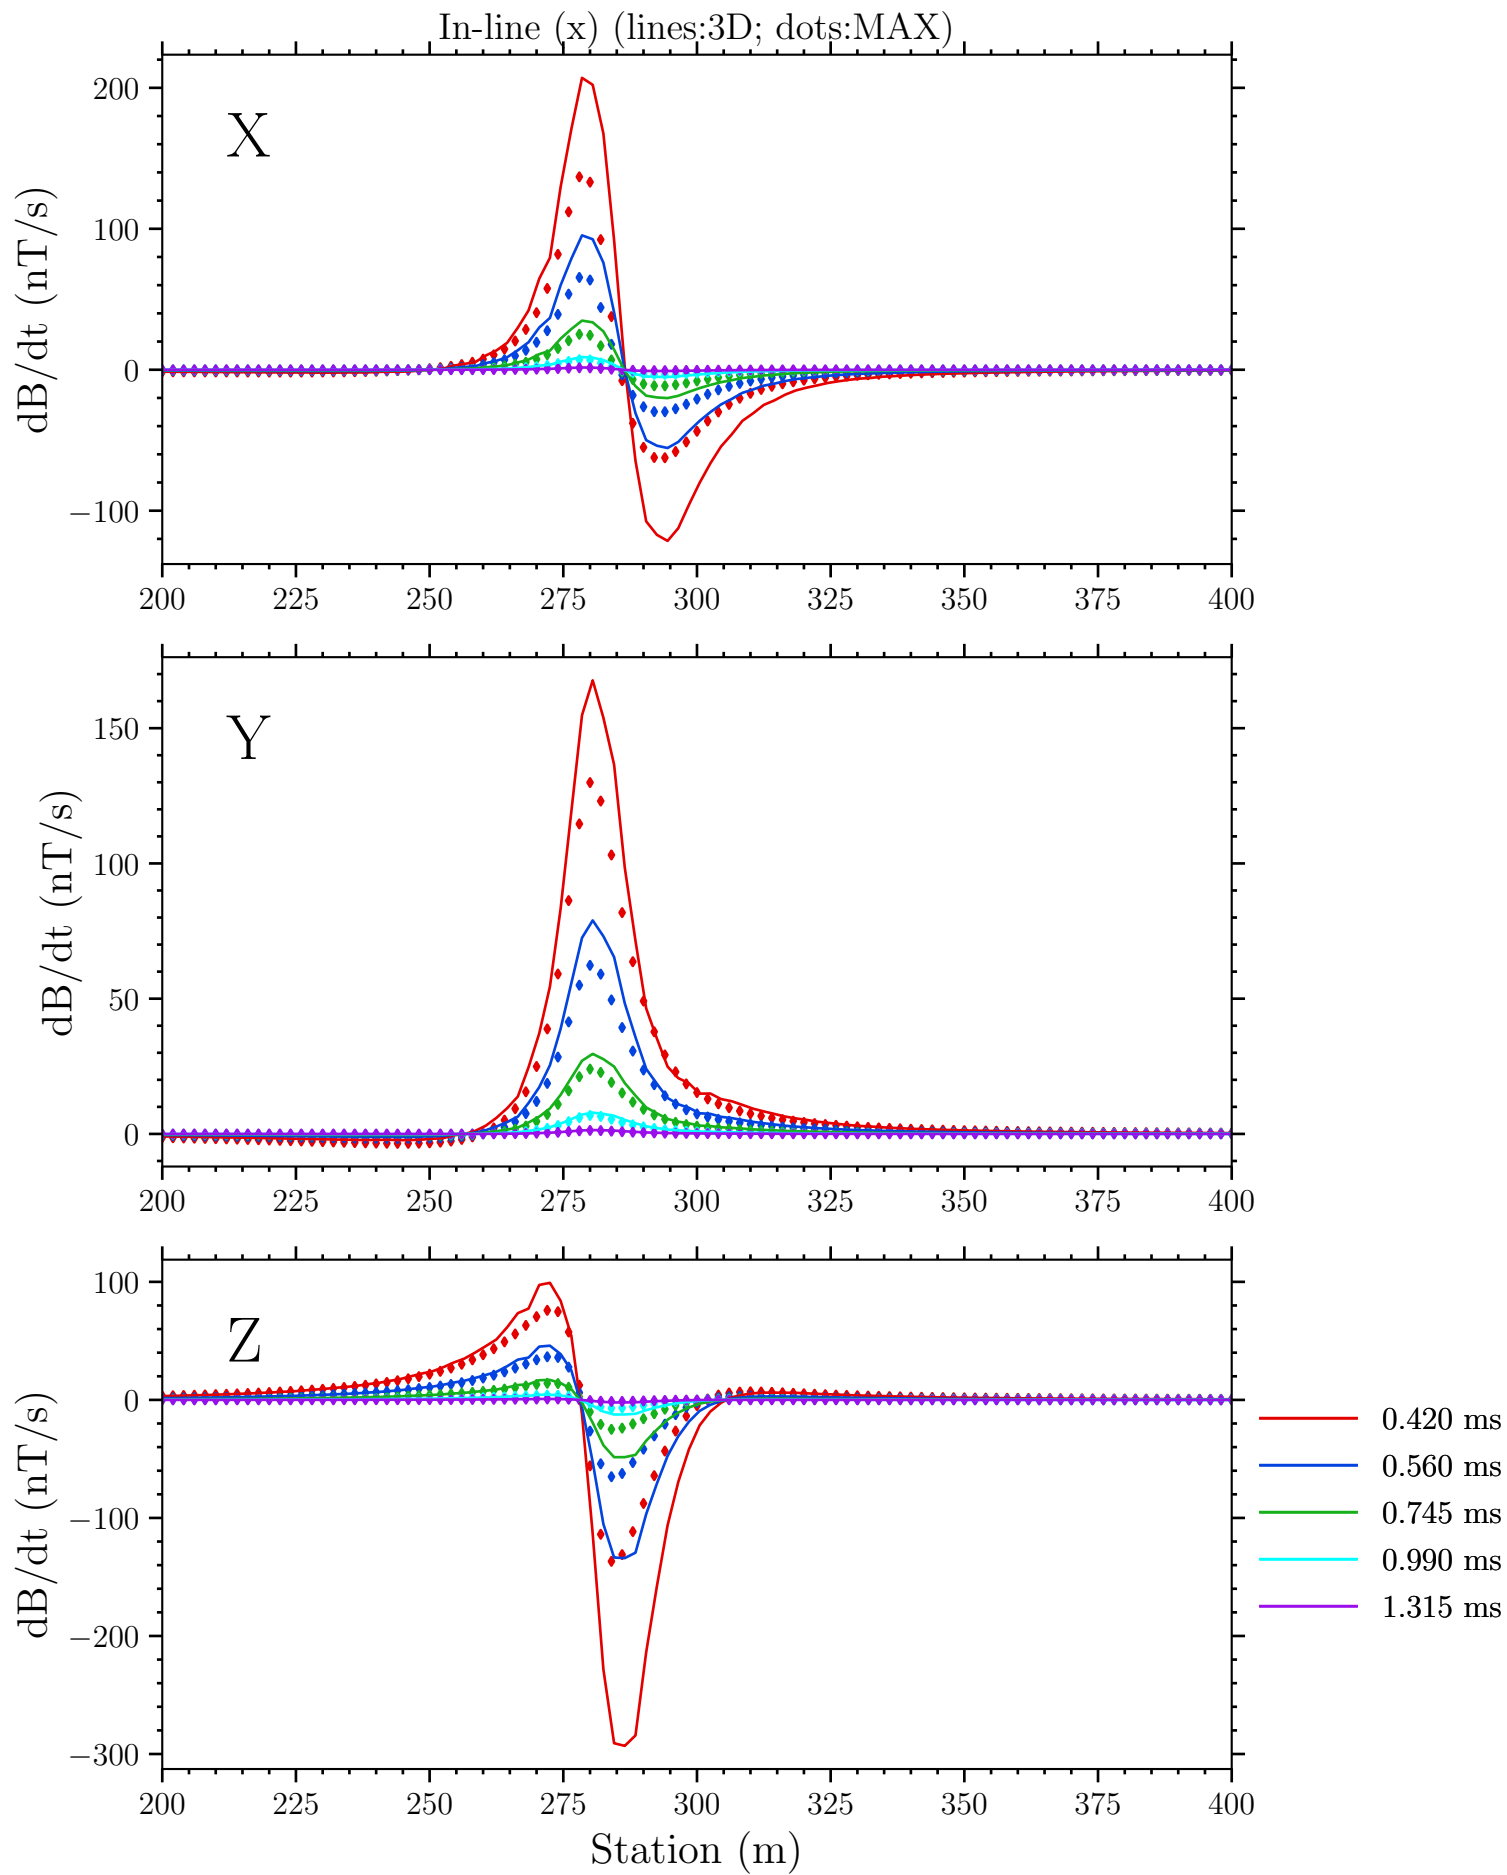 In-line (x) (lines:3D; dots:MAX)
X
dB/dt (nT/s)
200
100
0
−100
200 225 250 275 300 325 350 375 400
Y
dB/dt (nT/s)
150
100
50
0
200 225 250 275 300 325 350 375 400
Z
dB/dt (nT/s)
100
0
−100
−200
−300
200 225 250 275 300 325 350 375 400
Station (m)
0.420 ms
0.560 ms
0.745 ms
0.990 ms
1.315 ms